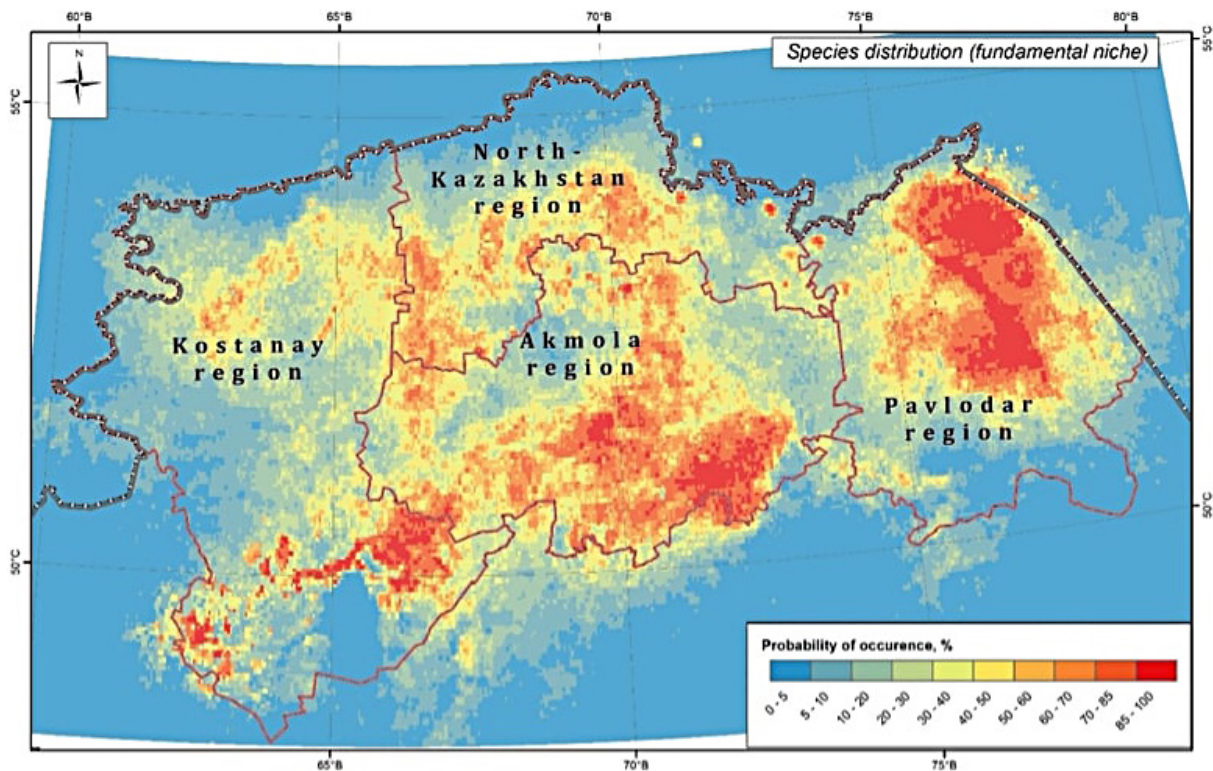 60°B 65°B 70°B 75°B 80°B
N
Species distribution (fundamental niche)
55°C
55°C
North-
Kazakhstan
region
Kostanay
region
Akmola
region
Pavlodar
region
50°C
50°C
Probability of occurence, %
0 - 5 5 - 10 10 - 20 20 - 30 30 - 40 40 - 50 50 - 60 60 - 70 70 - 85 85 - 100
65°B 70°B 75°B